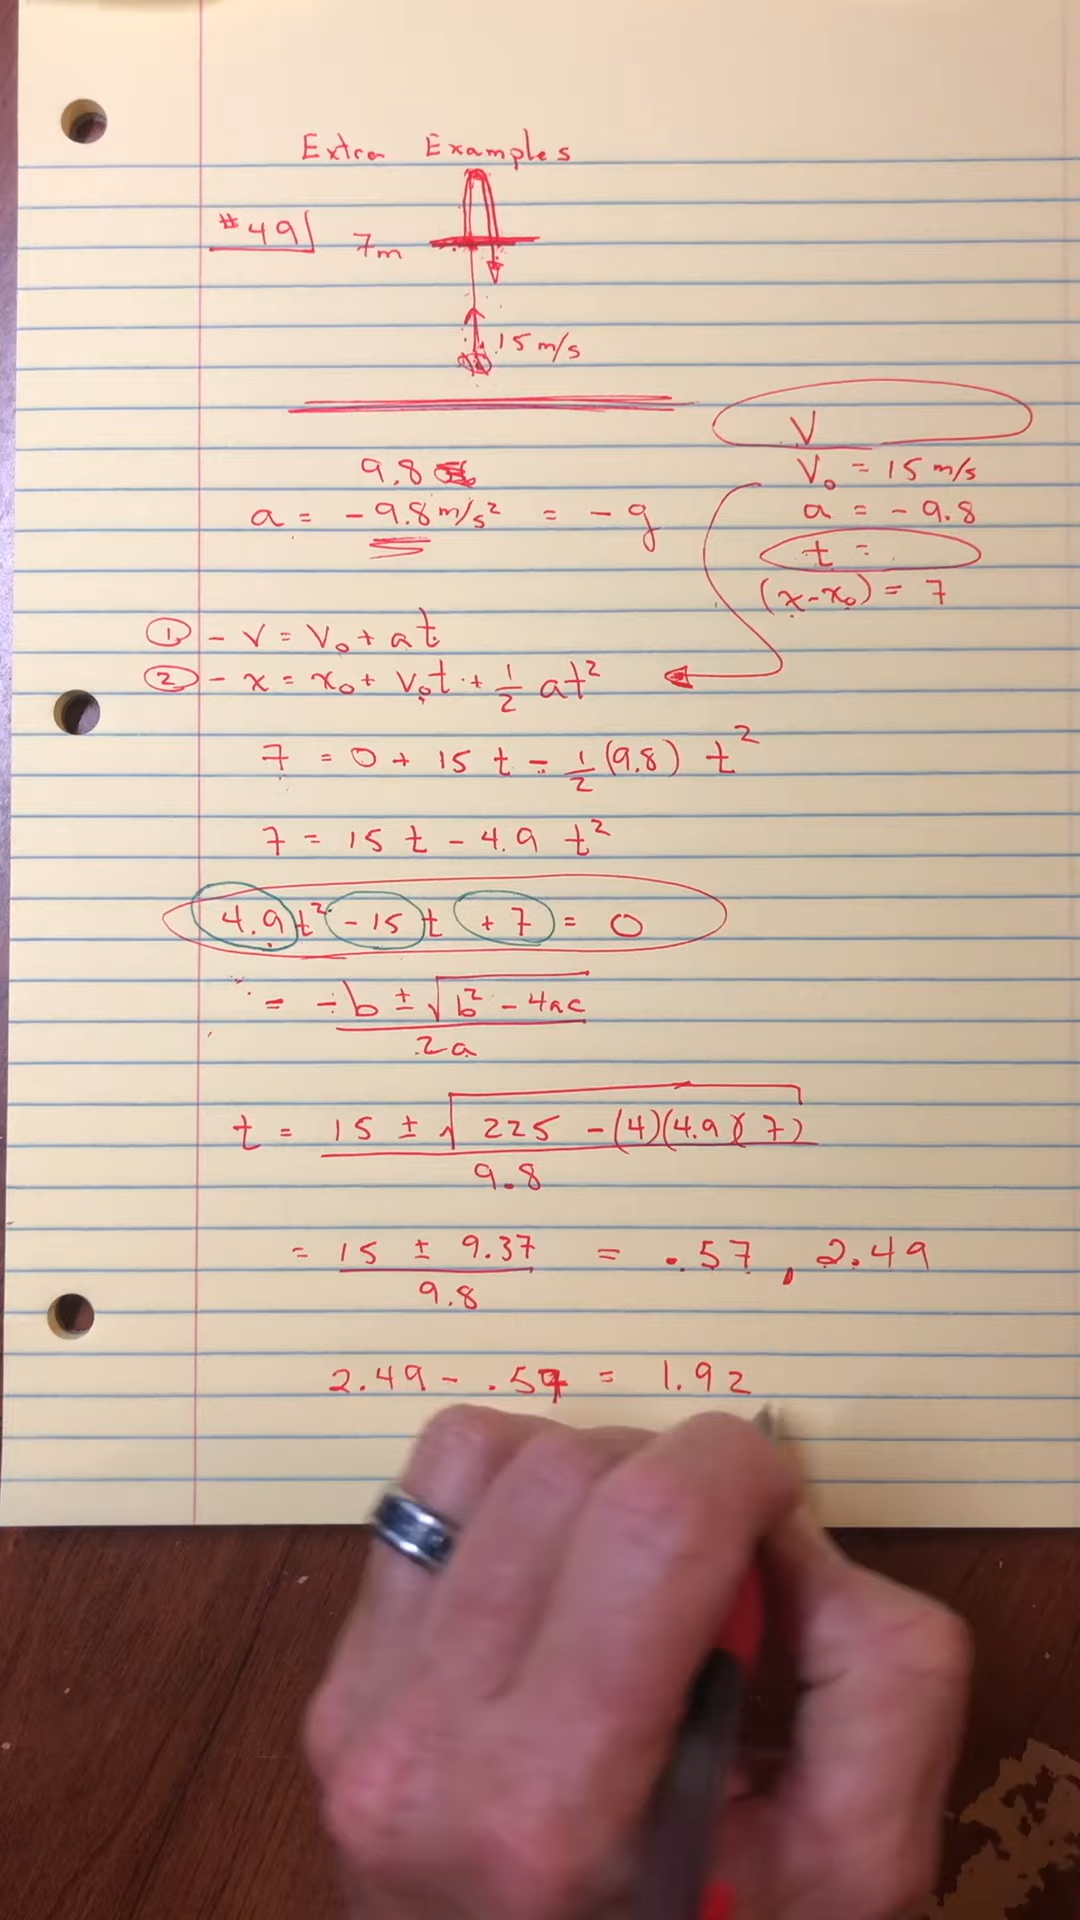 Extra Examples
#49
7m
15 m/s
V
9.8
V₀ = 15 m/s
a = -9.8 m/s² = -g
a = -9.8
t =
(x-x₀) = 7
① - V = V₀ + at
② - x = x₀ + V₀t + 1/2 at²
7 = 0 + 15 t - 1/2 (9.8) t²
7 = 15 t - 4.9 t²
4.9t² - 15t + 7 = 0
= -b ± √b² - 4ac / 2a
t = 15 ± √225 - (4)(4.9)(7) / 9.8
= 15 ± 9.37 / 9.8 = .57, 2.49
2.49 - .57 = 1.92